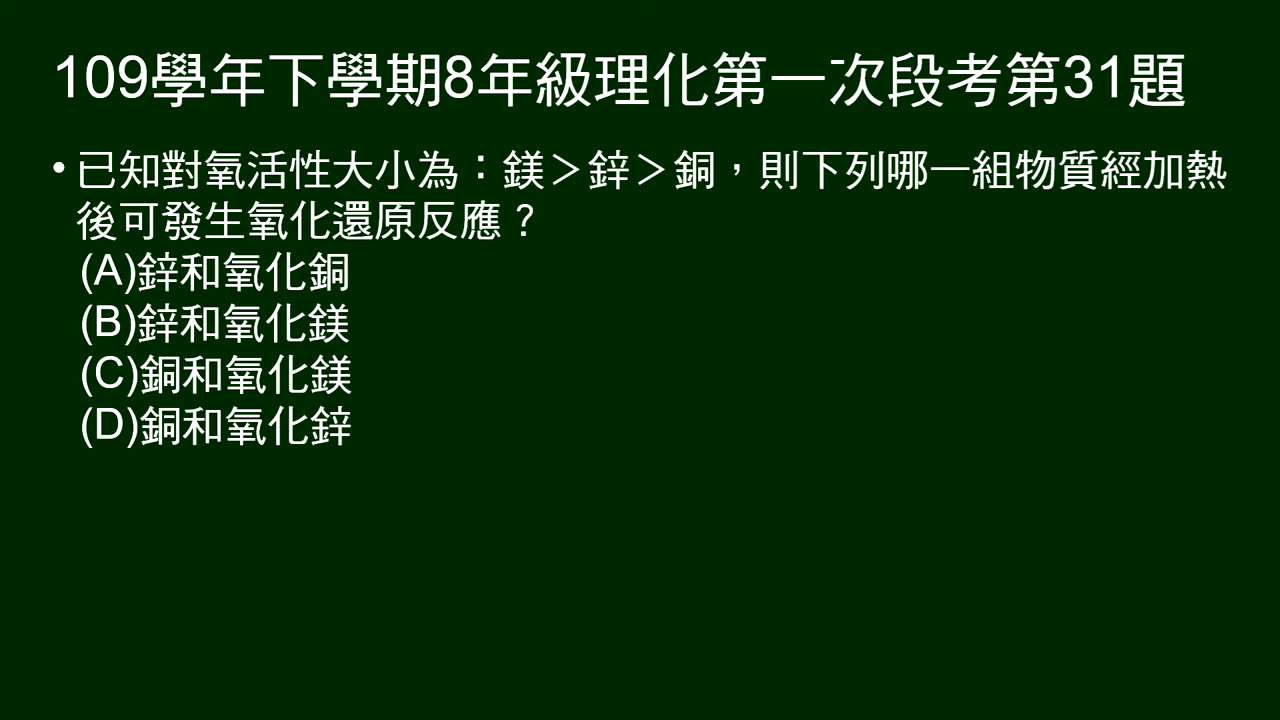 109學年下學期8年級理化第一次段考第31題
•已知對氧活性大小為：鎂＞鋅＞銅，則下列哪一組物質經加熱
後可發生氧化還原反應？
(A)鋅和氧化銅
(B)鋅和氧化鎂
(C)銅和氧化鎂
(D)銅和氧化鋅